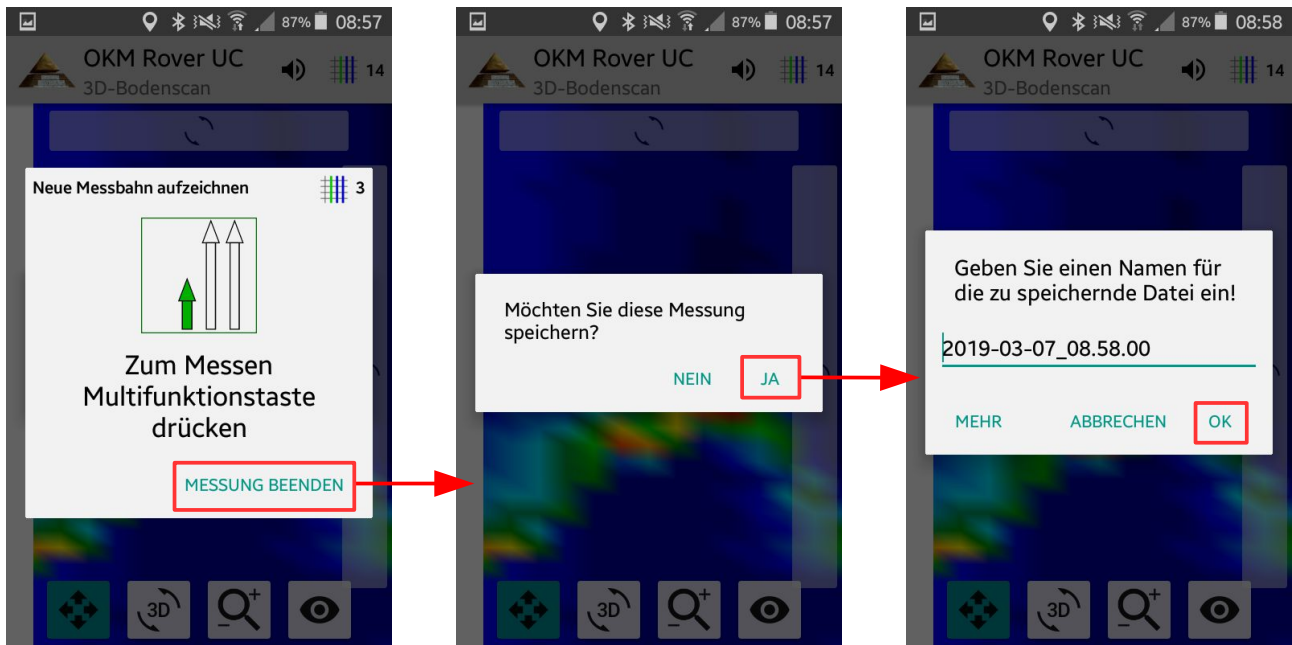 87% 08:57
OKM Rover UC
3D-Bodenscan
14
Neue Messbahn aufzeichnen
3
Zum Messen
Multifunktionstaste
drücken
MESSUNG BEENDEN
3D
87% 08:57
OKM Rover UC
3D-Bodenscan
14
Möchten Sie diese Messung
speichern?
NEIN JA
3D
87% 08:58
OKM Rover UC
3D-Bodenscan
14
Geben Sie einen Namen für
die zu speichernde Datei ein!
2019-03-07_08.58.00
MEHR ABBRECHEN OK
3D